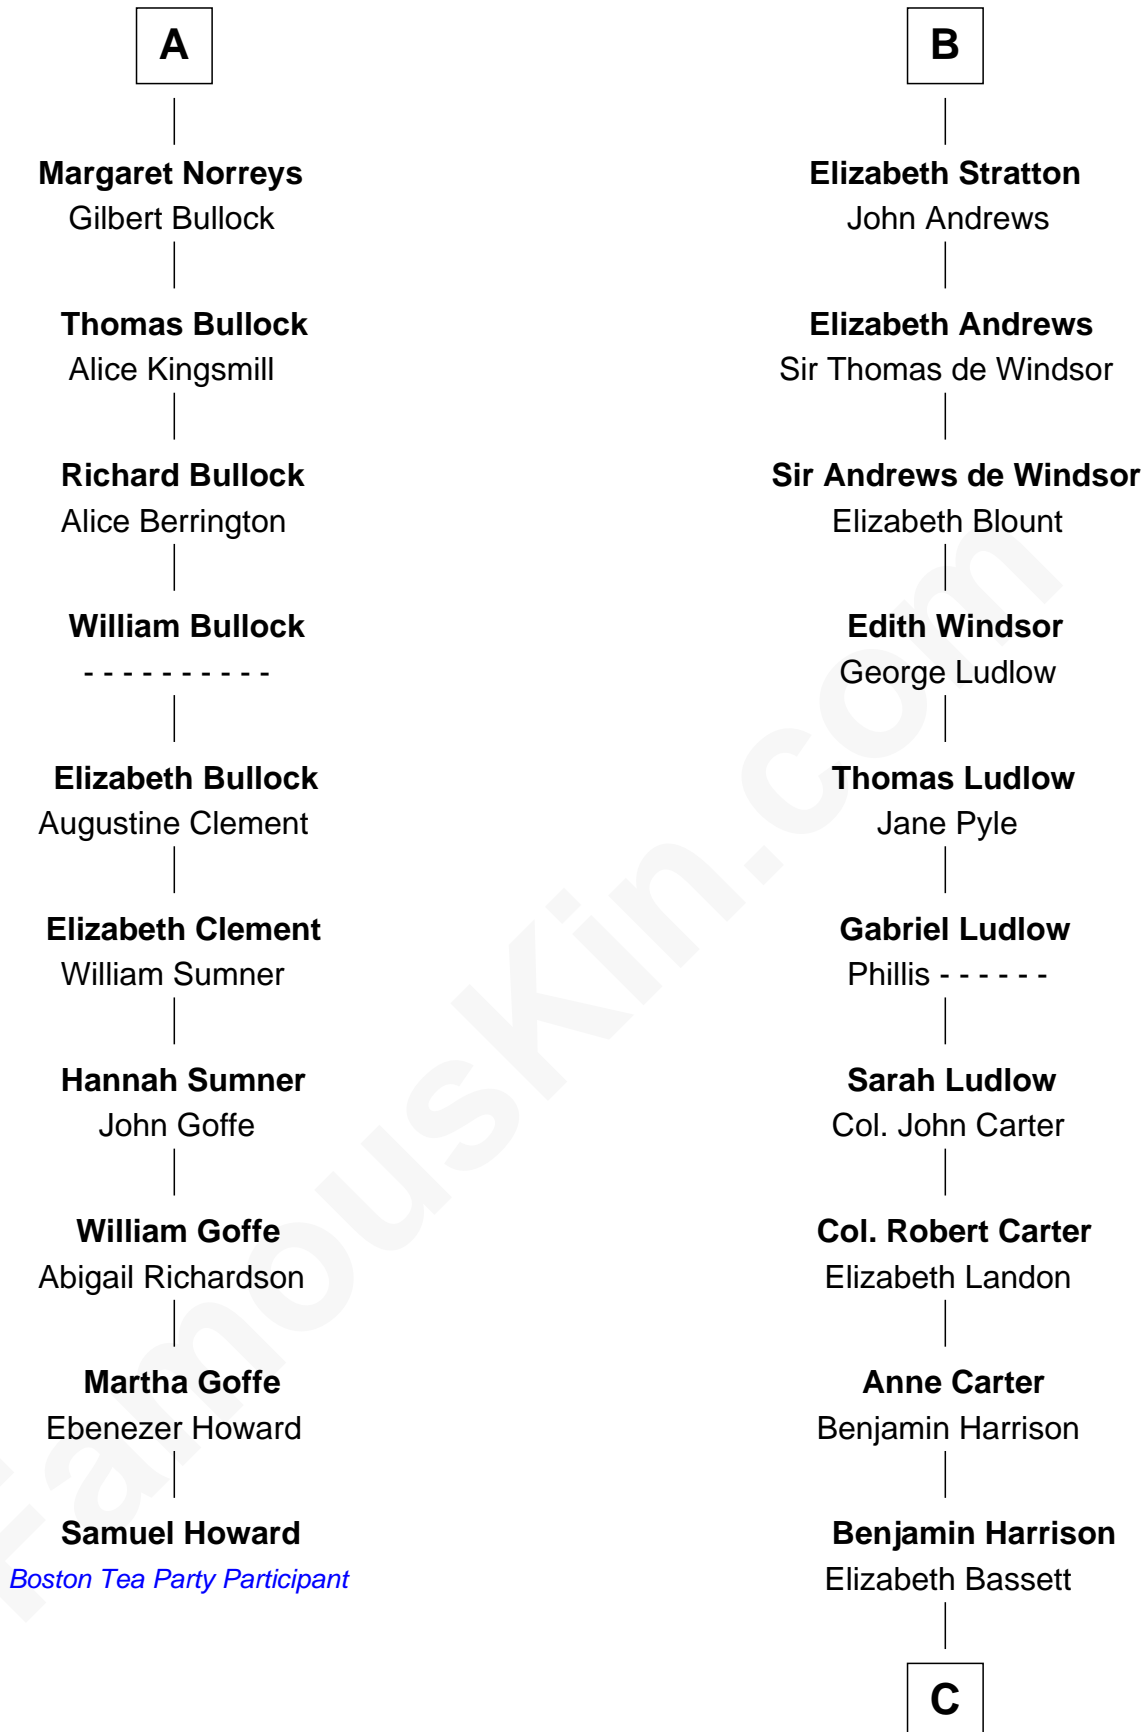 A
Margaret Norreys
Gilbert Bullock
Thomas Bullock
Alice Kingsmill
Richard Bullock
Alice Berrington
William Bullock
- - - - - - - - - -
Elizabeth Bullock
Augustine Clement
Elizabeth Clement
William Sumner
Hannah Sumner
John Goffe
William Goffe
Abigail Richardson
Martha Goffe
Ebenezer Howard
Samuel Howard
Boston Tea Party Participant
B
Elizabeth Stratton
John Andrews
Elizabeth Andrews
Sir Thomas de Windsor
Sir Andrews de Windsor
Elizabeth Blount
Edith Windsor
George Ludlow
Thomas Ludlow
Jane Pyle
Gabriel Ludlow
Phillis - - - - - -
Sarah Ludlow
Col. John Carter
Col. Robert Carter
Elizabeth Landon
Anne Carter
Benjamin Harrison
Benjamin Harrison
Elizabeth Bassett
C
FamousKin.com